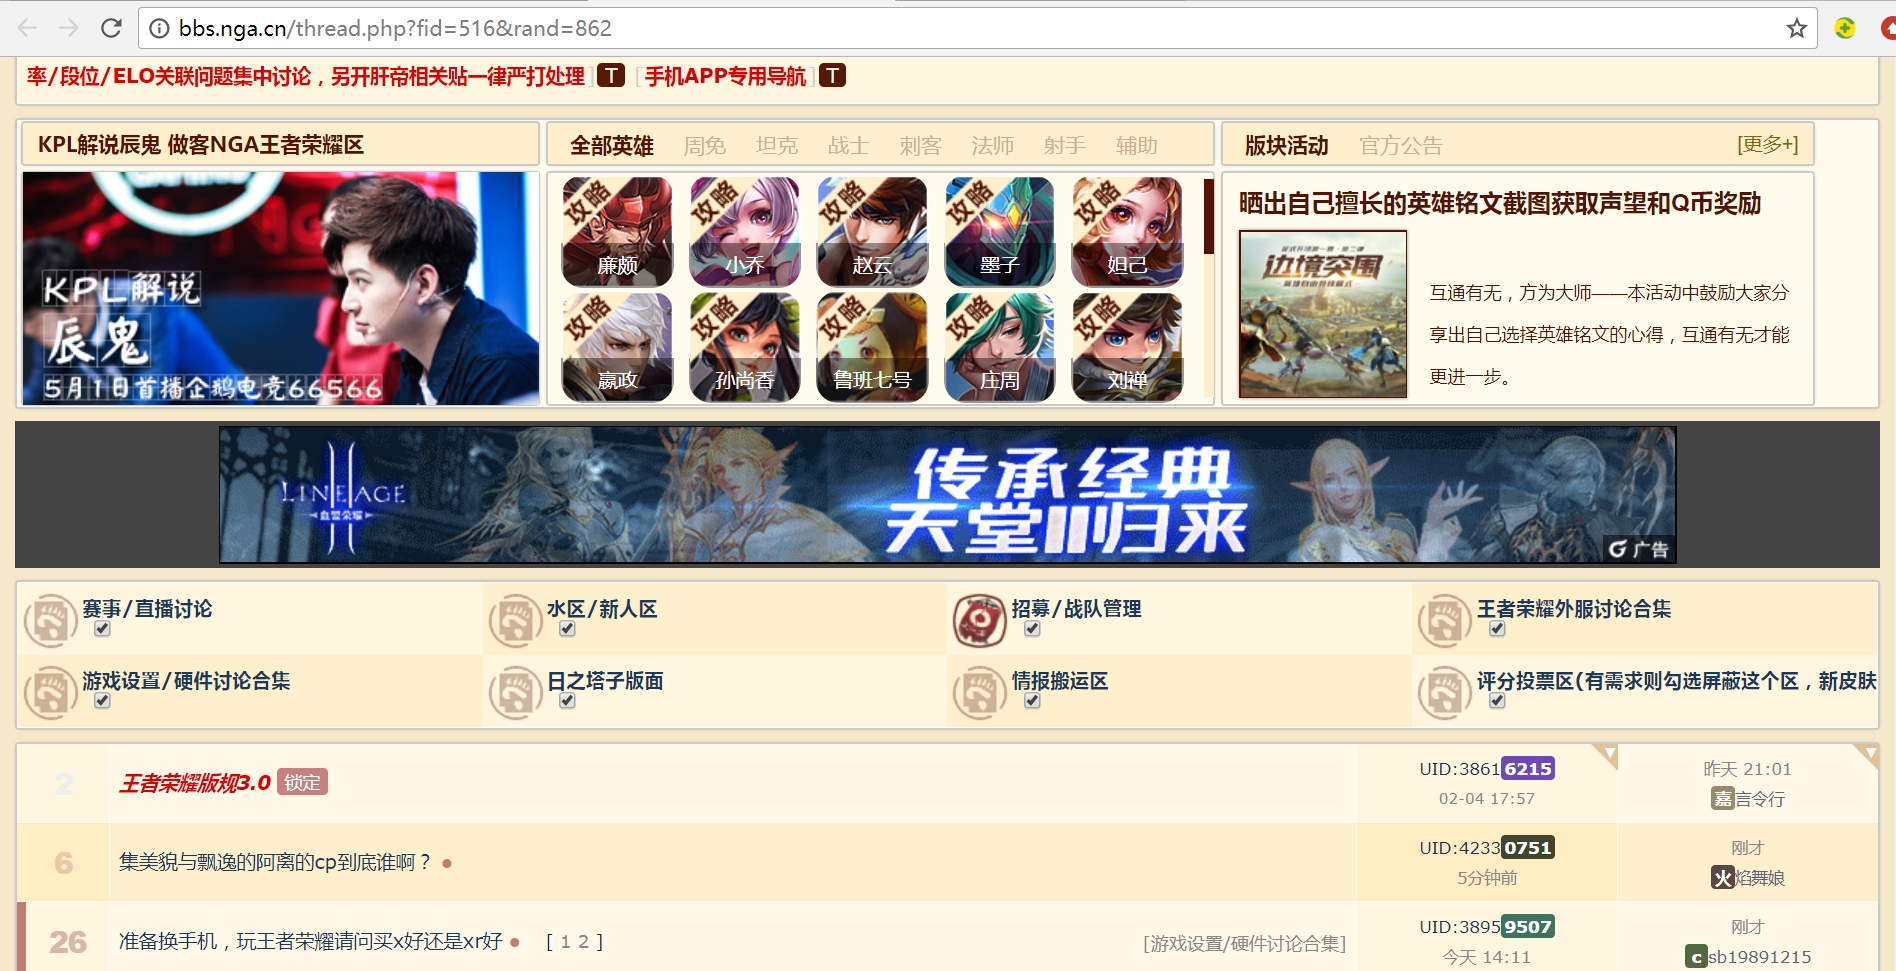 bbs.nga.cn/thread.php?fid=516&rand=862
率/段位/ELO关联问题集中讨论，另开肝帝相关贴一律严打处理] T [手机APP专用导航] T
KPL解说辰鬼 做客NGA王者荣耀区
KPL解说
辰鬼
5月1日首播企鹅电竞66566
全部英雄 周免 坦克 战士 刺客 法师 射手 辅助
攻略 攻略 攻略 攻略 攻略
廉颇 小乔 赵云 墨子 妲己
攻略 攻略 攻略 攻略 攻略
嬴政 孙尚香 鲁班七号 庄周 刘禅
版块活动 官方公告 [更多+]
晒出自己擅长的英雄铭文截图获取声望和Q币奖励
边境突围
互通有无，方为大师——本活动中鼓励大家分
享出自己选择英雄铭文的心得，互通有无才能
更进一步。
LINEAGE
II
血盟荣耀
传承经典
天堂II归来
广告
赛事/直播讨论 水区/新人区 招募/战队管理 王者荣耀外服讨论合集
游戏设置/硬件讨论合集 日之塔子版面 情报搬运区 评分投票区(有需求则勾选屏蔽这个区，新皮肤
2 王者荣耀版规3.0 锁定 UID:38616215 昨天 21:01
02-04 17:57 嘉言令行
6 集美貌与飘逸的阿离的cp到底谁啊？ UID:42330751 刚才
5分钟前 火焰舞娘
26 准备换手机，玩王者荣耀请问买x好还是xr好 [ 1 2 ] [游戏设置/硬件讨论合集] UID:38959507 刚才
今天 14:11 csb19891215